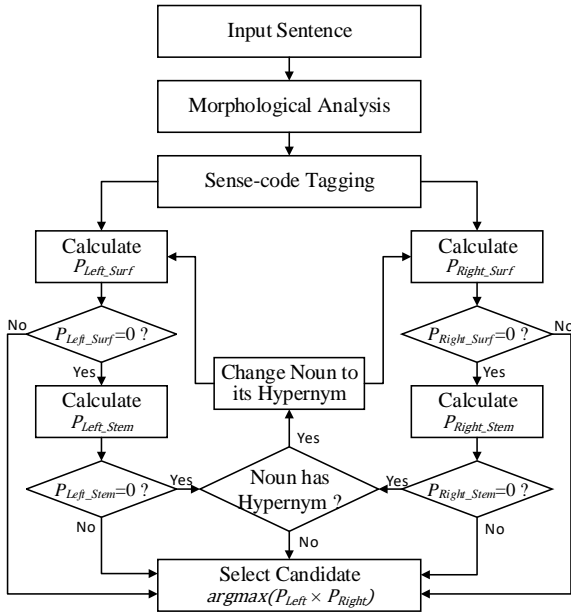 Input Sentence
Morphological Analysis
Sense-code Tagging
Calculate
P_Left_Surf
Calculate
P_Right_Surf
No
P_Left_Surf=0 ?
P_Right_Surf=0 ?
No
Yes
Yes
Change Noun to
its Hypernym
Calculate
P_Left_Stem
Calculate
P_Right_Stem
Yes
P_Left_Stem=0 ?
Yes
Noun has
Hypernym ?
Yes
P_Right_Stem=0 ?
No
No
No
Select Candidate
argmax(P_Left × P_Right)